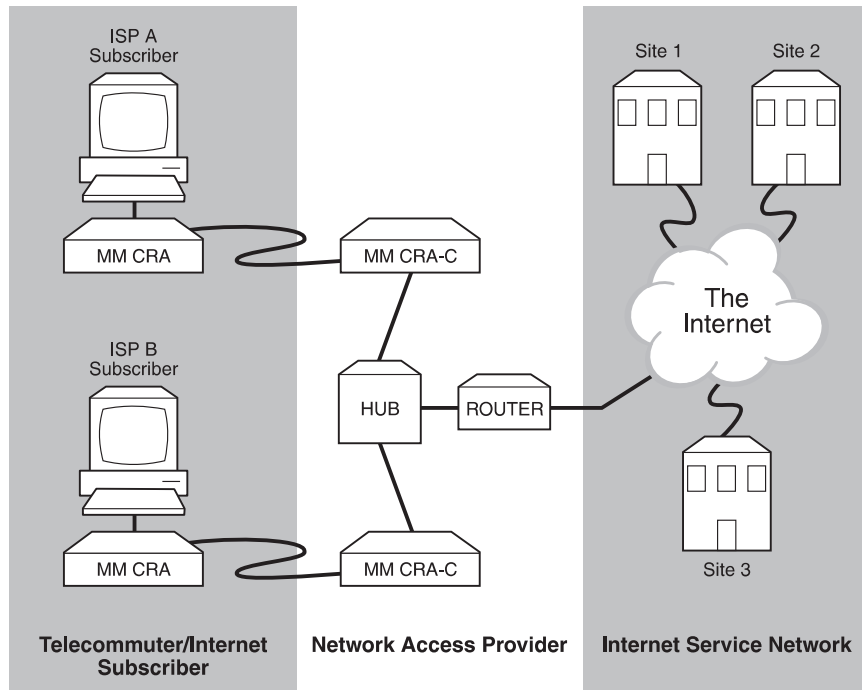 ISP A
Subscriber
Site 1
Site 2
MM CRA
MM CRA-C
The
Internet
ISP B
Subscriber
HUB
ROUTER
MM CRA
MM CRA-C
Site 3
Telecommuter/Internet
Subscriber
Network Access Provider
Internet Service Network